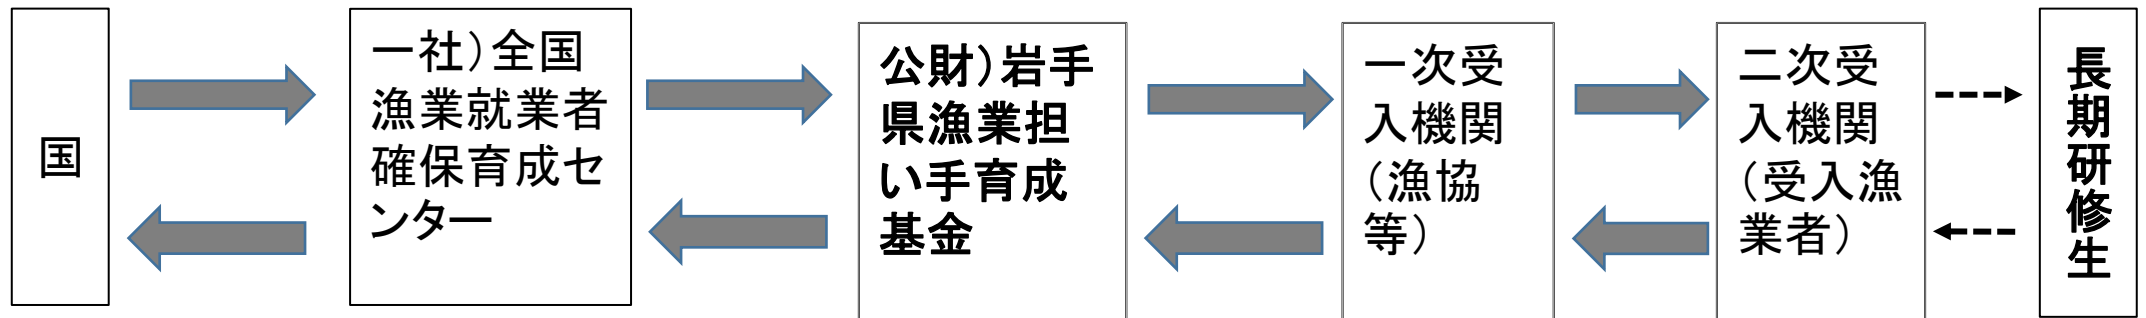 国
一社）全国
漁業就業者
確保育成セ
ンター
公財）岩手
県漁業担
い手育成
基金
一次受
入機関
（漁協
等）
二次受
入機関
（受入漁
業者）
長期研修生